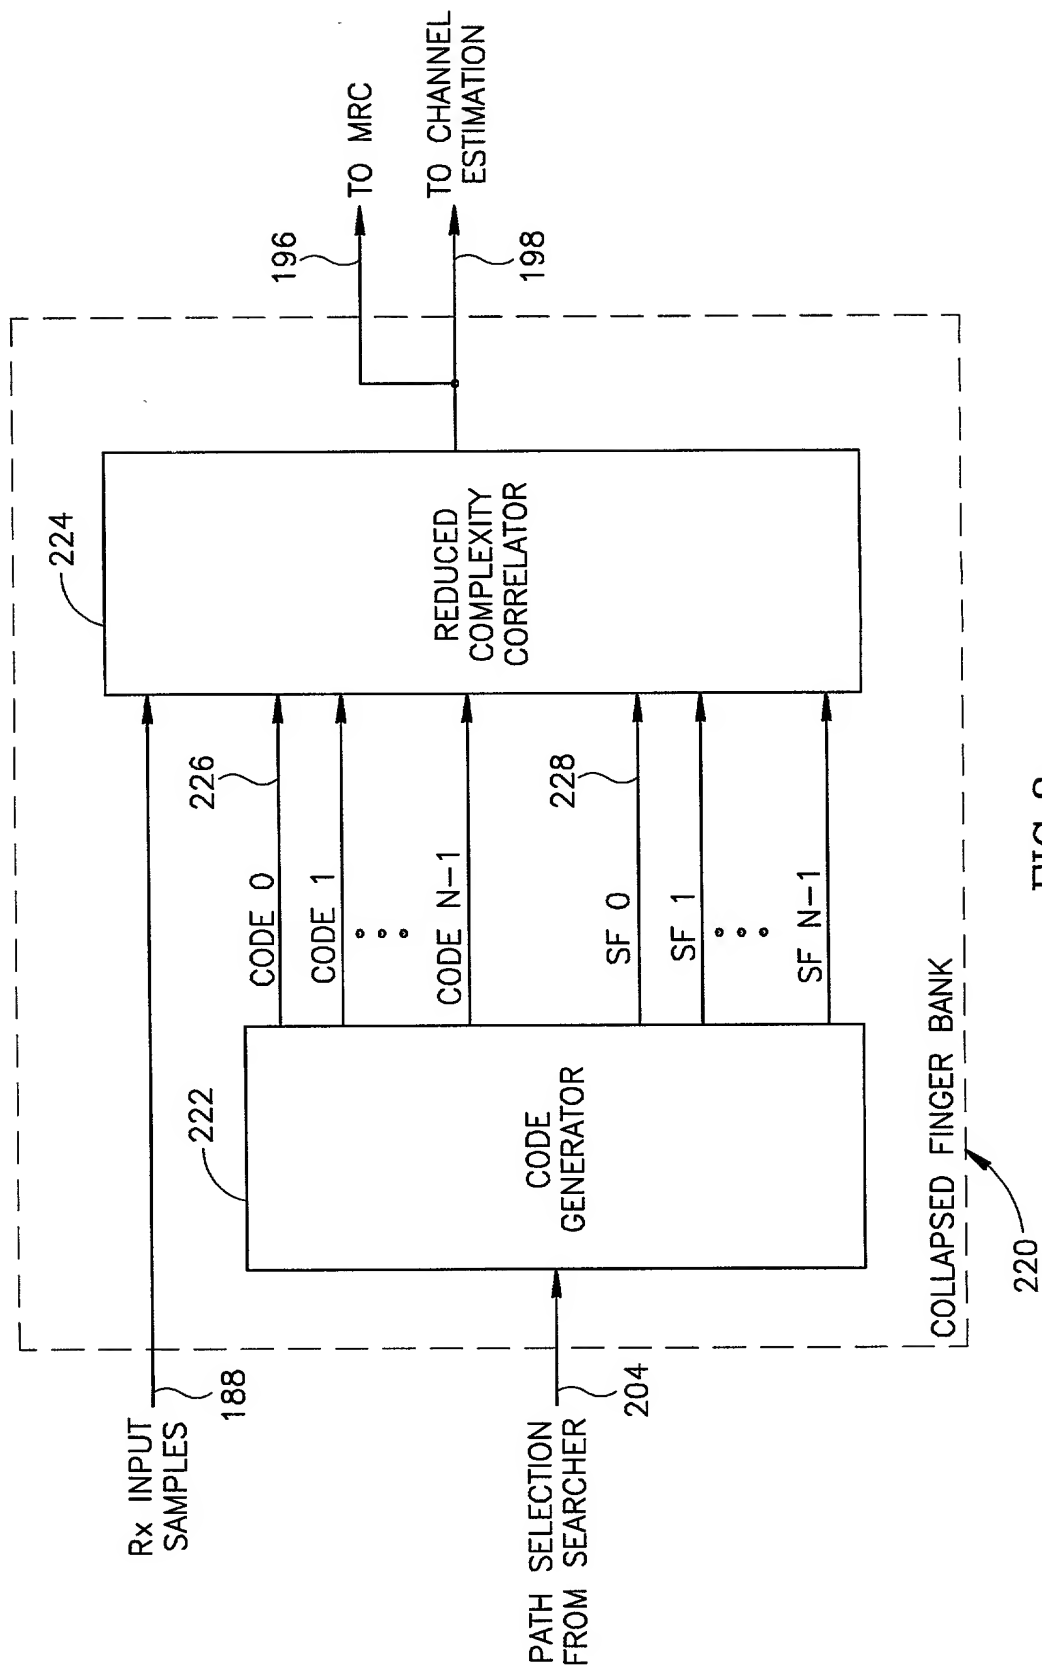 Rx INPUT
SAMPLES
188
PATH SELECTION
FROM SEARCHER
204
222
CODE
GENERATOR
CODE 0
CODE 1
CODE N-1
226
SF 0
SF 1
SF N-1
228
224
REDUCED
COMPLEXITY
CORRELATOR
196
TO MRC
198
TO CHANNEL
ESTIMATION
COLLAPSED FINGER BANK
220
FIG